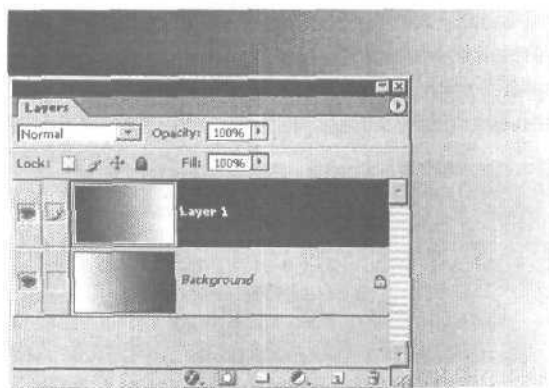 Layers
Normal Opacity: 100%
Lock: Fill: 100%
Layer 1
Background